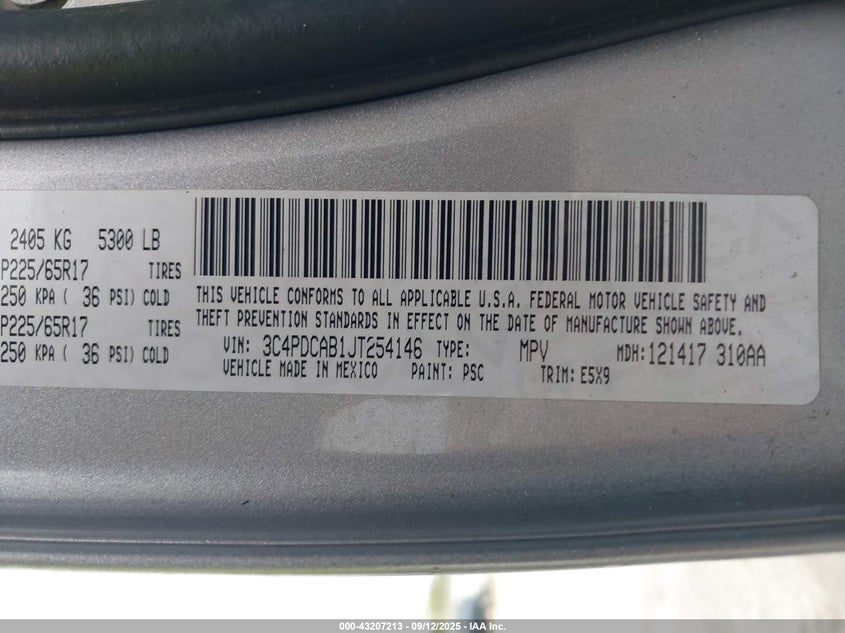 2405 KG 5300 LB
P225/65R17 TIRES
250 KPA ( 36 PSI) COLD
P225/65R17 TIRES
250 KPA ( 36 PSI) COLD
THIS VEHICLE CONFORMS TO ALL APPLICABLE U.S.A. FEDERAL MOTOR VEHICLE SAFETY AND
THEFT PREVENTION STANDARDS IN EFFECT ON THE DATE OF MANUFACTURE SHOWN ABOVE.
VIN: 3C4PDCAB1JT254146 TYPE: MPV MDH:121417 310AA
VEHICLE MADE IN MEXICO PAINT: PSC TRIM: E5X9
000-43207213 - 09/12/2025 - IAA Inc.